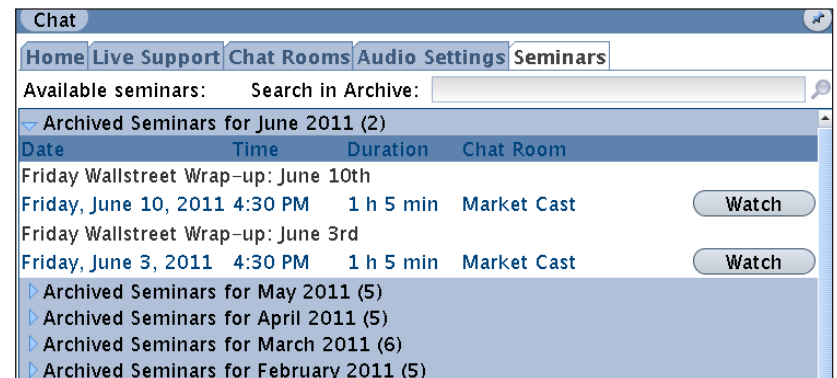 Chat
Home Live Support Chat Rooms Audio Settings Seminars
Available seminars: Search in Archive:
Archived Seminars for June 2011 (2)
Date Time Duration Chat Room
Friday Wallstreet Wrap-up: June 10th
Friday, June 10, 2011 4:30 PM 1 h 5 min Market Cast Watch
Friday Wallstreet Wrap-up: June 3rd
Friday, June 3, 2011 4:30 PM 1 h 5 min Market Cast Watch
Archived Seminars for May 2011 (5)
Archived Seminars for April 2011 (5)
Archived Seminars for March 2011 (6)
Archived Seminars for February 2011 (5)